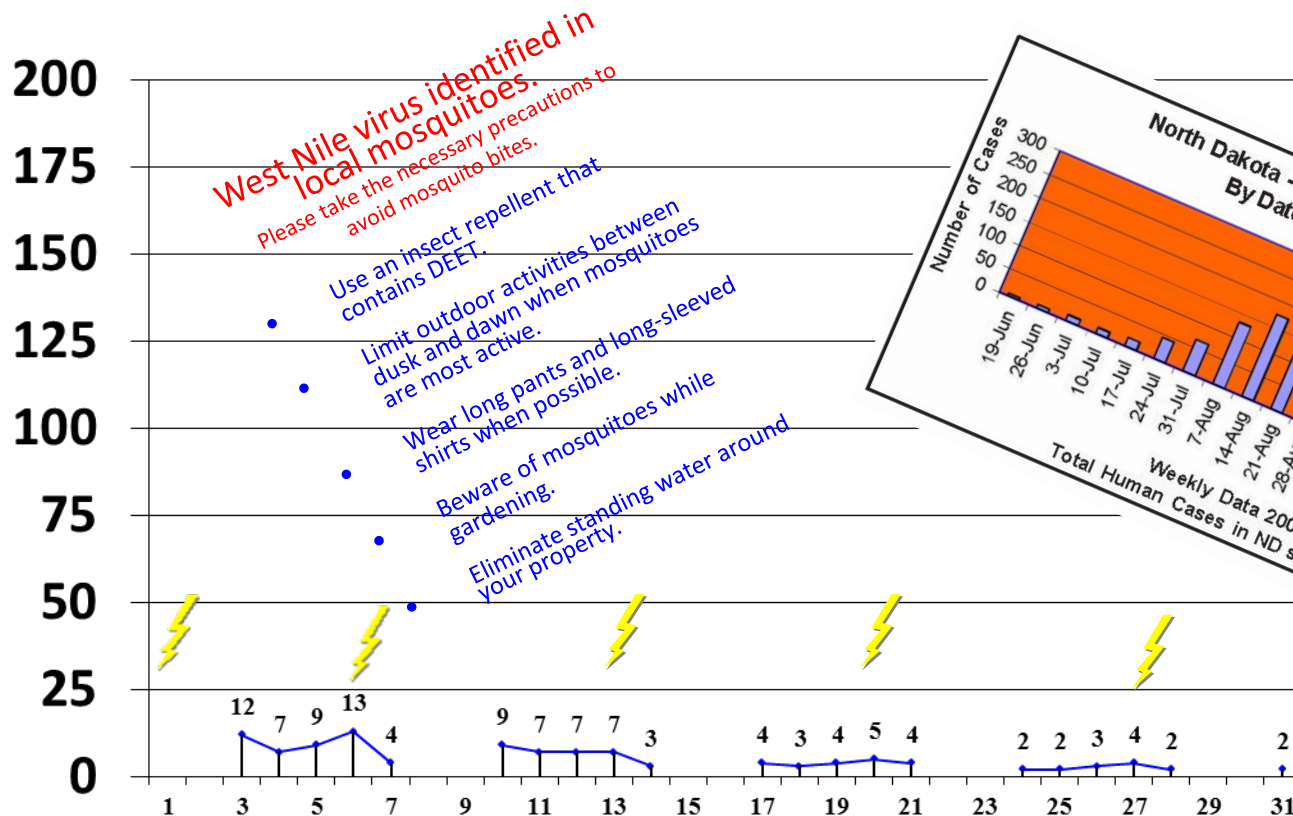 200
175
150
125
100
75
50
25
0
West Nile virus identified in
local mosquitoes.
Please take the necessary precautions to
avoid mosquito bites.
• Use an insect repellent that
contains DEET.
• Limit outdoor activities between
dusk and dawn when mosquitoes
are most active.
• Wear long pants and long-sleeved
shirts when possible.
• Beware of mosquitoes while
gardening.
• Eliminate standing water around
your property.
North Dakota -
By Dat
Number of Cases
300
250
200
150
100
50
0
19-Jun
26-Jun
3-Jul
10-Jul
17-Jul
24-Jul
31-Jul
7-Aug
14-Aug
21-Aug
28-A
Weekly Data 200
Total Human Cases in ND s
12 7 9 13 4 9 7 7 7 3 4 3 4 5 4 2 2 3 4 2 2
1 3 5 7 9 11 13 15 17 19 21 23 25 27 29 31